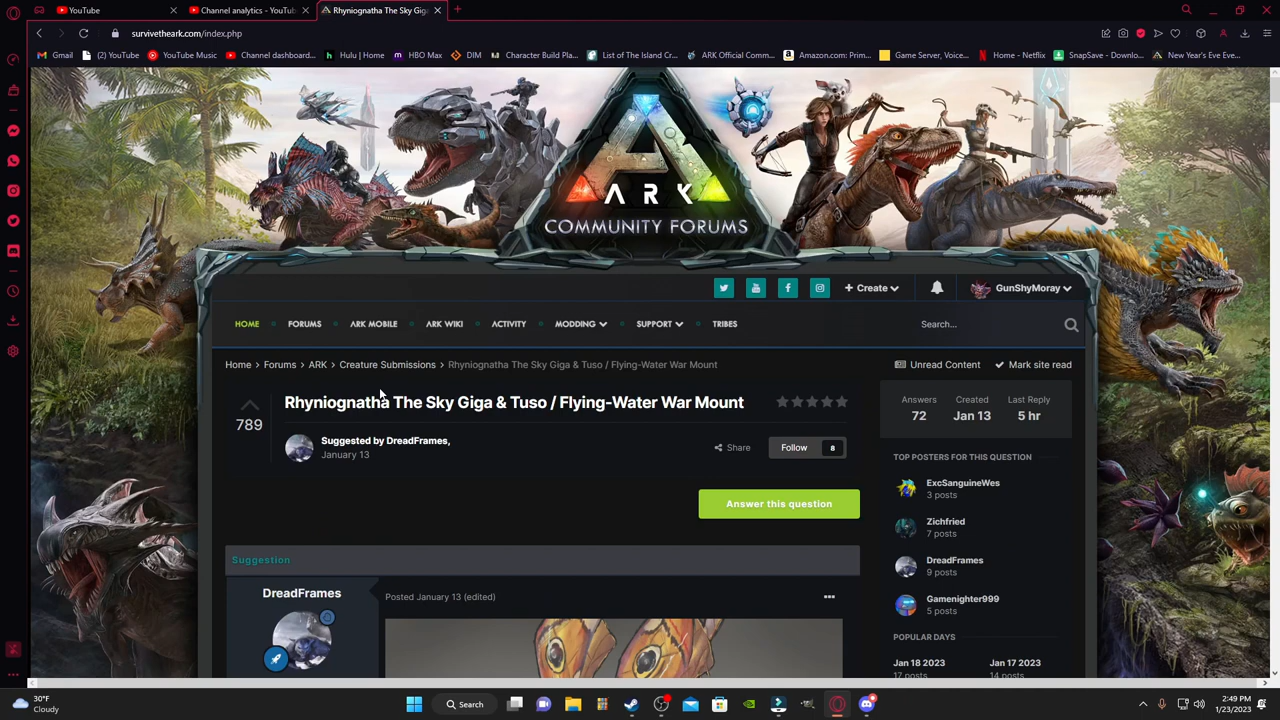 YouTube
Channel analytics - YouTub
Rhyniognatha The Sky Giga
survivetheark.com/index.php
Gmail
(2) YouTube
YouTube Music
Channel dashboard...
Hulu | Home
HBO Max
DIM
Character Build Pla...
List of The Island Cr...
ARK Official Comm...
Amazon.com: Prim...
Game Server, Voice...
Home - Netflix
SnapSave - Downlo...
New Year's Eve Eve...
ARK
COMMUNITY FORUMS
+ Create
GunShyMoray
HOME
FORUMS
ARK MOBILE
ARK WIKI
ACTIVITY
MODDING
SUPPORT
TRIBES
Search...
Home > Forums > ARK > Creature Submissions > Rhyniognatha The Sky Giga & Tuso / Flying-Water War Mount
Unread Content
Mark site read
789
Rhyniognatha The Sky Giga & Tuso / Flying-Water War Mount
Suggested by DreadFrames,
January 13
Share
Follow
8
Answers
72
Created
Jan 13
Last Reply
5 hr
Answer this question
TOP POSTERS FOR THIS QUESTION
ExcSanguineWes
3 posts
Zichfried
7 posts
DreadFrames
9 posts
Gamenighter999
5 posts
POPULAR DAYS
Jan 18 2023
17 posts
Jan 17 2023
14 posts
Suggestion
DreadFrames
Posted January 13 (edited)
30°F
Cloudy
Search
2:49 PM
1/23/2023